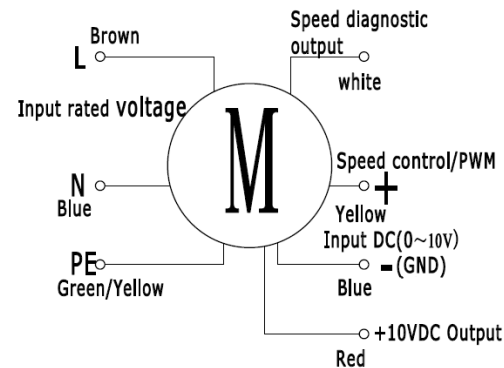 Brown
L
Input rated voltage
N
Blue
PE
Green/Yellow
M
Speed diagnostic
output
white
Speed control/PWM
+
Yellow
Input DC(0~10V)
-(GND)
Blue
+10VDC Output
Red